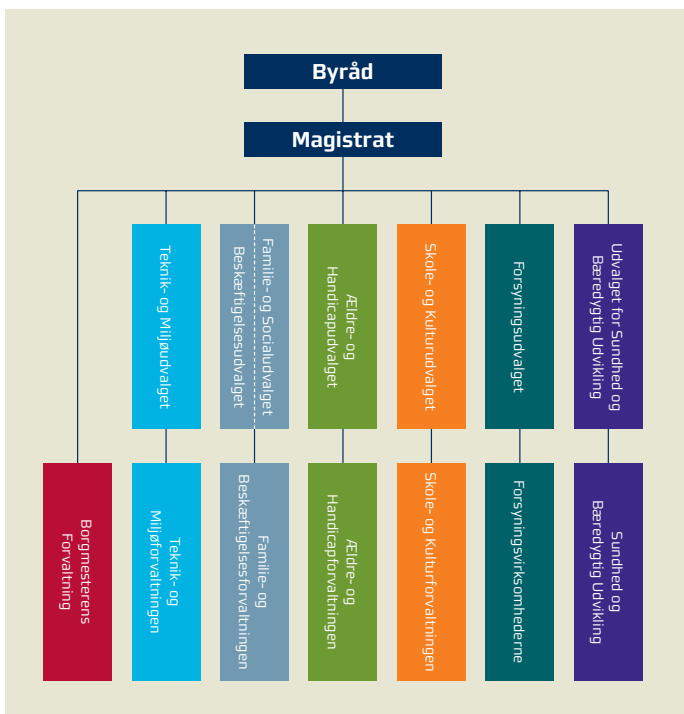 Byråd
Magistrat
Teknik- og Miljøudvalget
Familie- og Socialudvalget
Beskæftigelsesudvalget
Ældre- og
Handicapudvalget
Skole- og Kulturudvalget
Forsyningsudvalget
Udvalget for Sundhed og
Bæredygtig Udvikling
Borgmesterens
Forvaltning
Teknik- og
Miljøforvaltningen
Familie- og
Beskæftigelsesforvaltningen
Ældre- og
Handicapforvaltningen
Skole- og Kulturforvaltningen
Forsyningsvirksomhederne
Sundhed og
Bæredygtig Udvikling